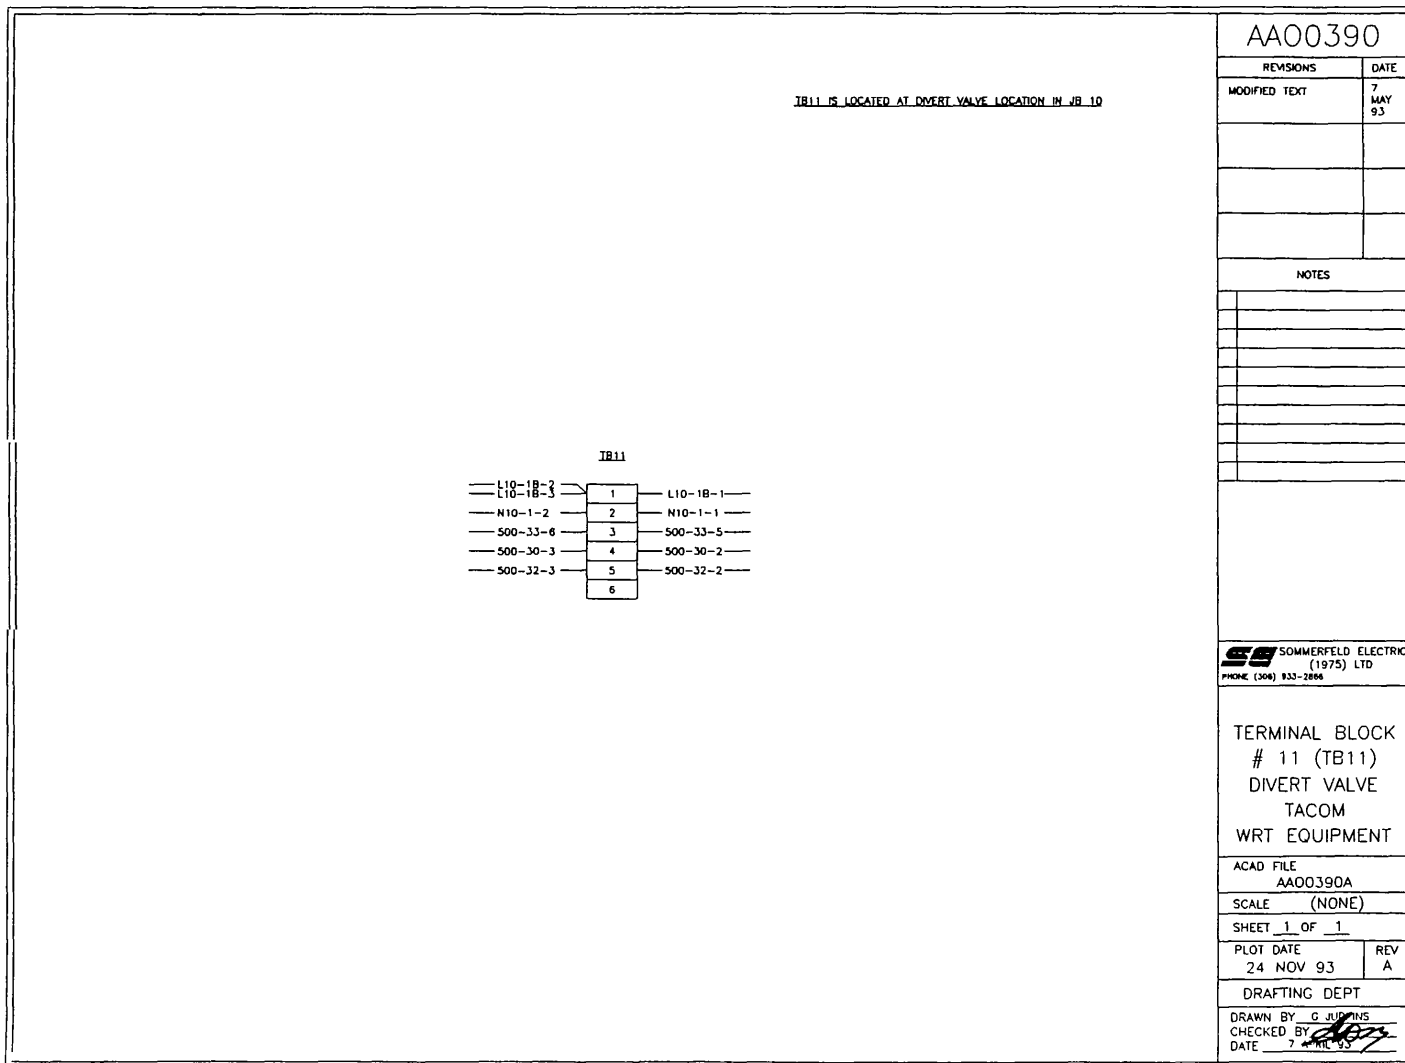 TB11 IS LOCATED AT DIVERT VALVE LOCATION IN JB 10
TB11
L10-1B-2
L10-1B-3 1 L10-1B-1
N10-1-2 2 N10-1-1
500-33-6 3 500-33-5
500-30-3 4 500-30-2
500-32-3 5 500-32-2
6
AA00390
REVISIONS DATE
MODIFIED TEXT 7
MAY
93
NOTES
SOMMERFELD ELECTRIC
(1975) LTD
PHONE (306) 933-2866
TERMINAL BLOCK
# 11 (TB11)
DIVERT VALVE
TACOM
WRT EQUIPMENT
ACAD FILE
AA00390A
SCALE (NONE)
SHEET 1 OF 1
PLOT DATE REV
24 NOV 93 A
DRAFTING DEPT
DRAWN BY G
CHECKED BY
DATE 7 93